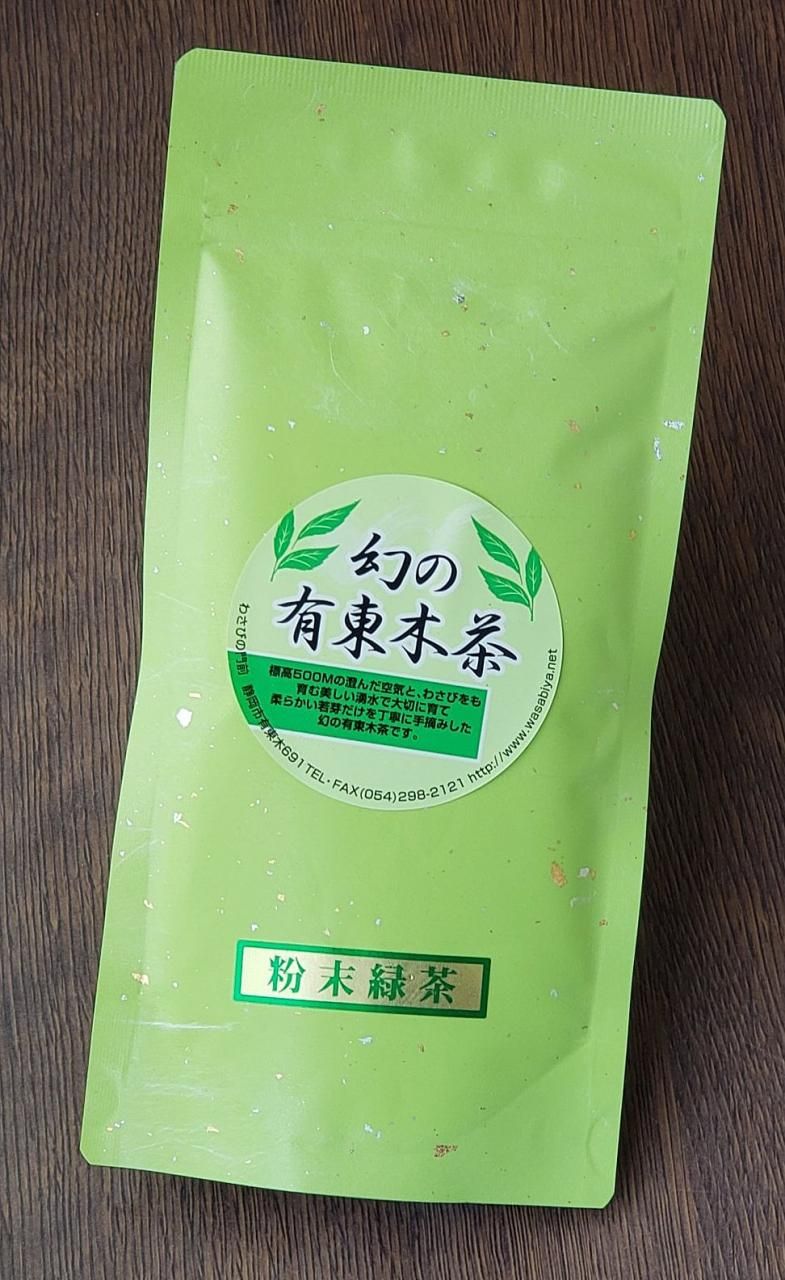 幻の
有東木茶
標高500Mの澄んだ空気と、わさびをも
育む美しい湧水で大切に育て
柔らかい若芽だけを丁寧に手摘みした
幻の有東木茶です。
わさびの門前 静岡市有東木691 TEL・FAX(054)298-2121 http://www.wasabiya.net
粉末緑茶